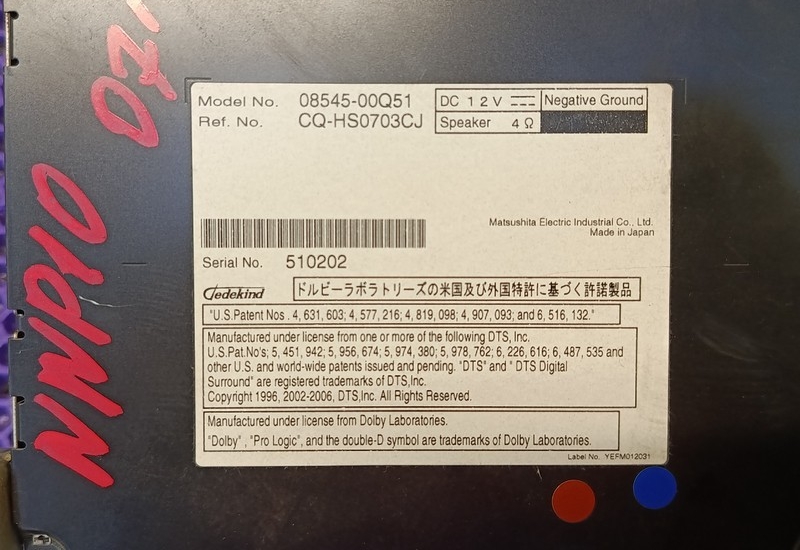 Model No. 08545-00Q51
Ref. No. CQ-HS0703CJ
DC 12V
Negative Ground
Speaker 4 Ω
Matsushita Electric Industrial Co., Ltd.
Made in Japan
Serial No. 510202
Gedekind
ドルビーラボラトリーズの米国及び外国特許に基づく許諾製品
"U.S.Patent Nos . 4, 631, 603; 4, 577, 216; 4, 819, 098; 4, 907, 093; and 6, 516, 132."
Manufactured under license from one or more of the following DTS, Inc.
U.S.Pat.No's; 5, 451, 942; 5, 956, 674; 5, 974, 380; 5, 978, 762; 6, 226, 616; 6, 487, 535 and
other U.S. and world-wide patents issued and pending. "DTS" and " DTS Digital
Surround" are registered trademarks of DTS,Inc.
Copyright 1996, 2002-2006, DTS,Inc. All Rights Reserved.
Manufactured under license from Dolby Laboratories.
"Dolby" , "Pro Logic", and the double-D symbol are trademarks of Dolby Laboratories.
Label No. YEFM012031
NWP10